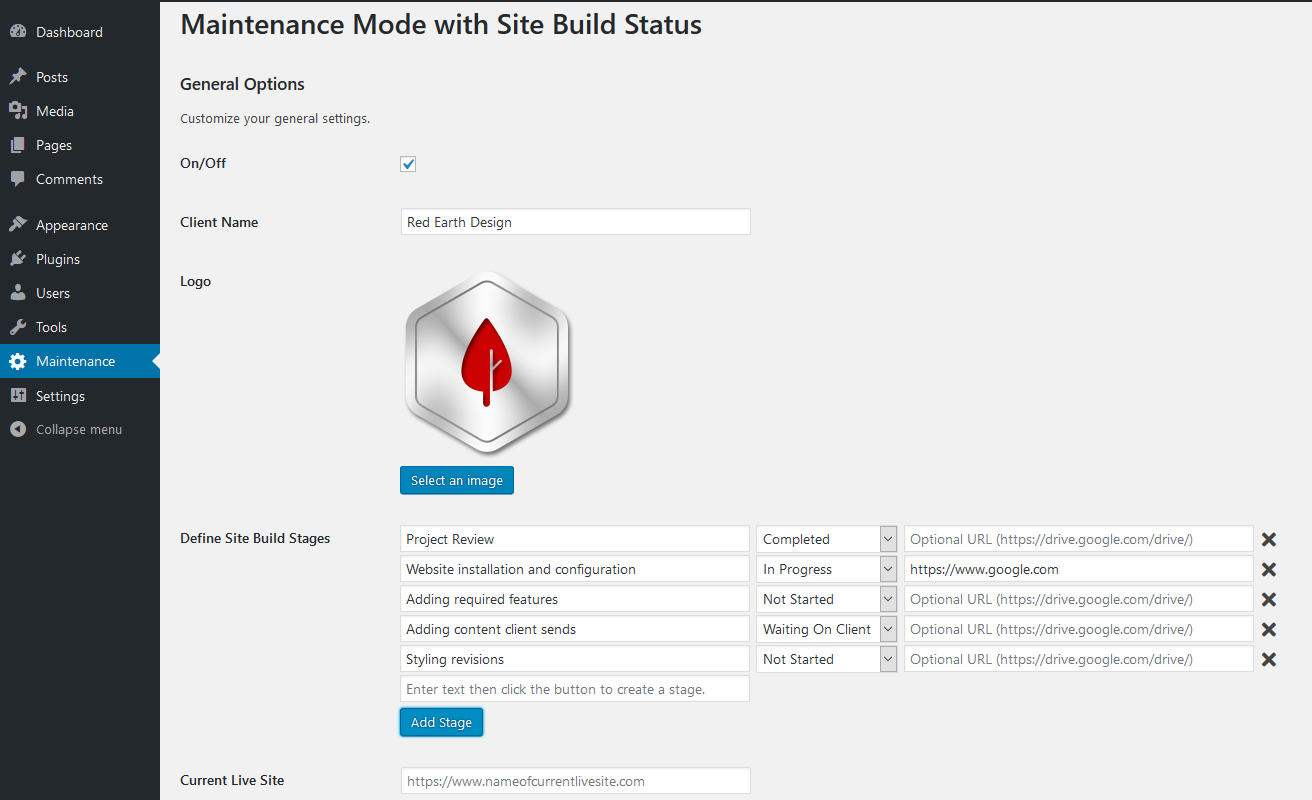 Maintenance Mode with Site Build Status
Dashboard
Posts
Media
Pages
Comments
Appearance
Plugins
Users
Tools
Maintenance
Settings
Collapse menu
General Options
Customize your general settings.
On/Off
Client Name Red Earth Design
Logo
Select an image
Define Site Build Stages Project Review Completed Optional URL (https://drive.google.com/drive/)
Website installation and configuration In Progress https://www.google.com
Adding required features Not Started Optional URL (https://drive.google.com/drive/)
Adding content client sends Waiting On Client Optional URL (https://drive.google.com/drive/)
Styling revisions Not Started Optional URL (https://drive.google.com/drive/)
Enter text then click the button to create a stage.
Add Stage
Current Live Site https://www.nameofcurrentlivesite.com